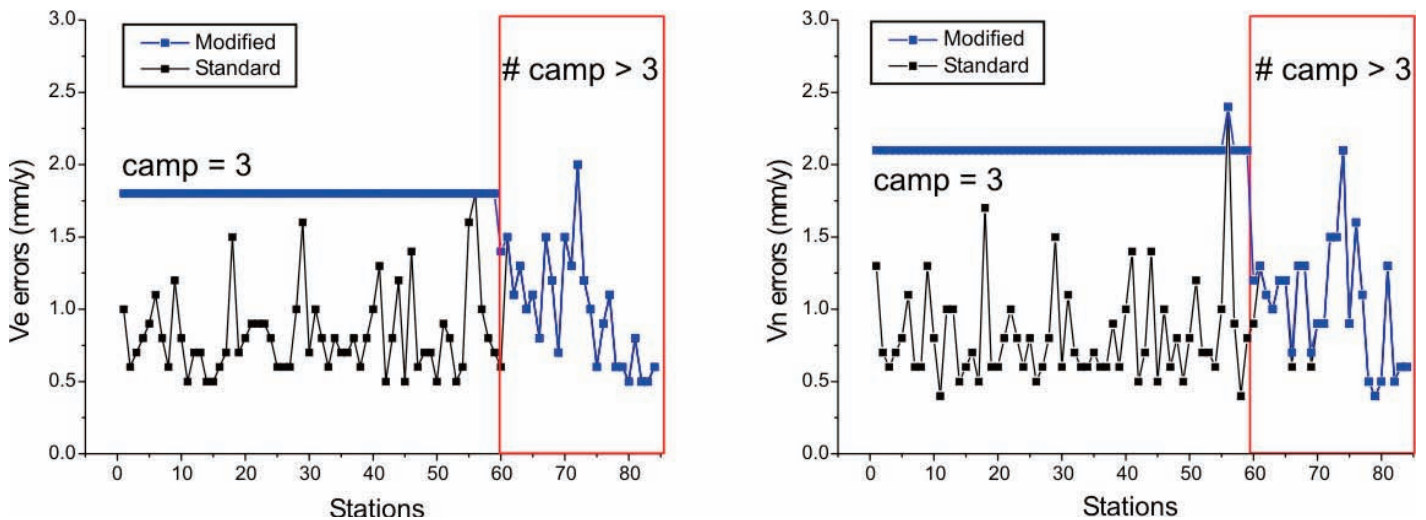 3.0
2.5
2.0
1.5
1.0
0.5
0.0
Ve errors (mm/y)
Modified
Standard
# camp > 3
camp = 3
0 10 20 30 40 50 60 70 80
Stations
3.0
2.5
2.0
1.5
1.0
0.5
0.0
Vn errors (mm/y)
Modified
Standard
# camp > 3
camp = 3
0 10 20 30 40 50 60 70 80
Stations